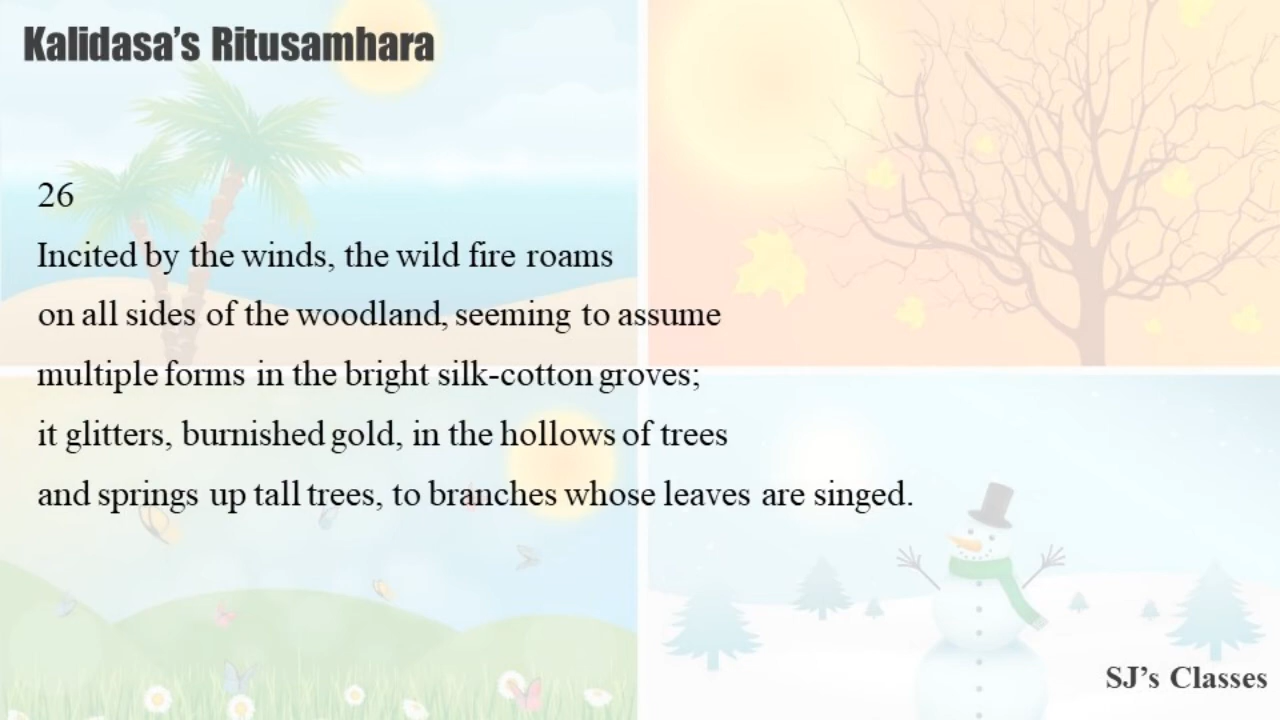 Kalidasa's Ritusamhara
26
Incited by the winds, the wild fire roams
on all sides of the woodland, seeming to assume
multiple forms in the bright silk-cotton groves;
it glitters, burnished gold, in the hollows of trees
and springs up tall trees, to branches whose leaves are singed.
SJ's Classes